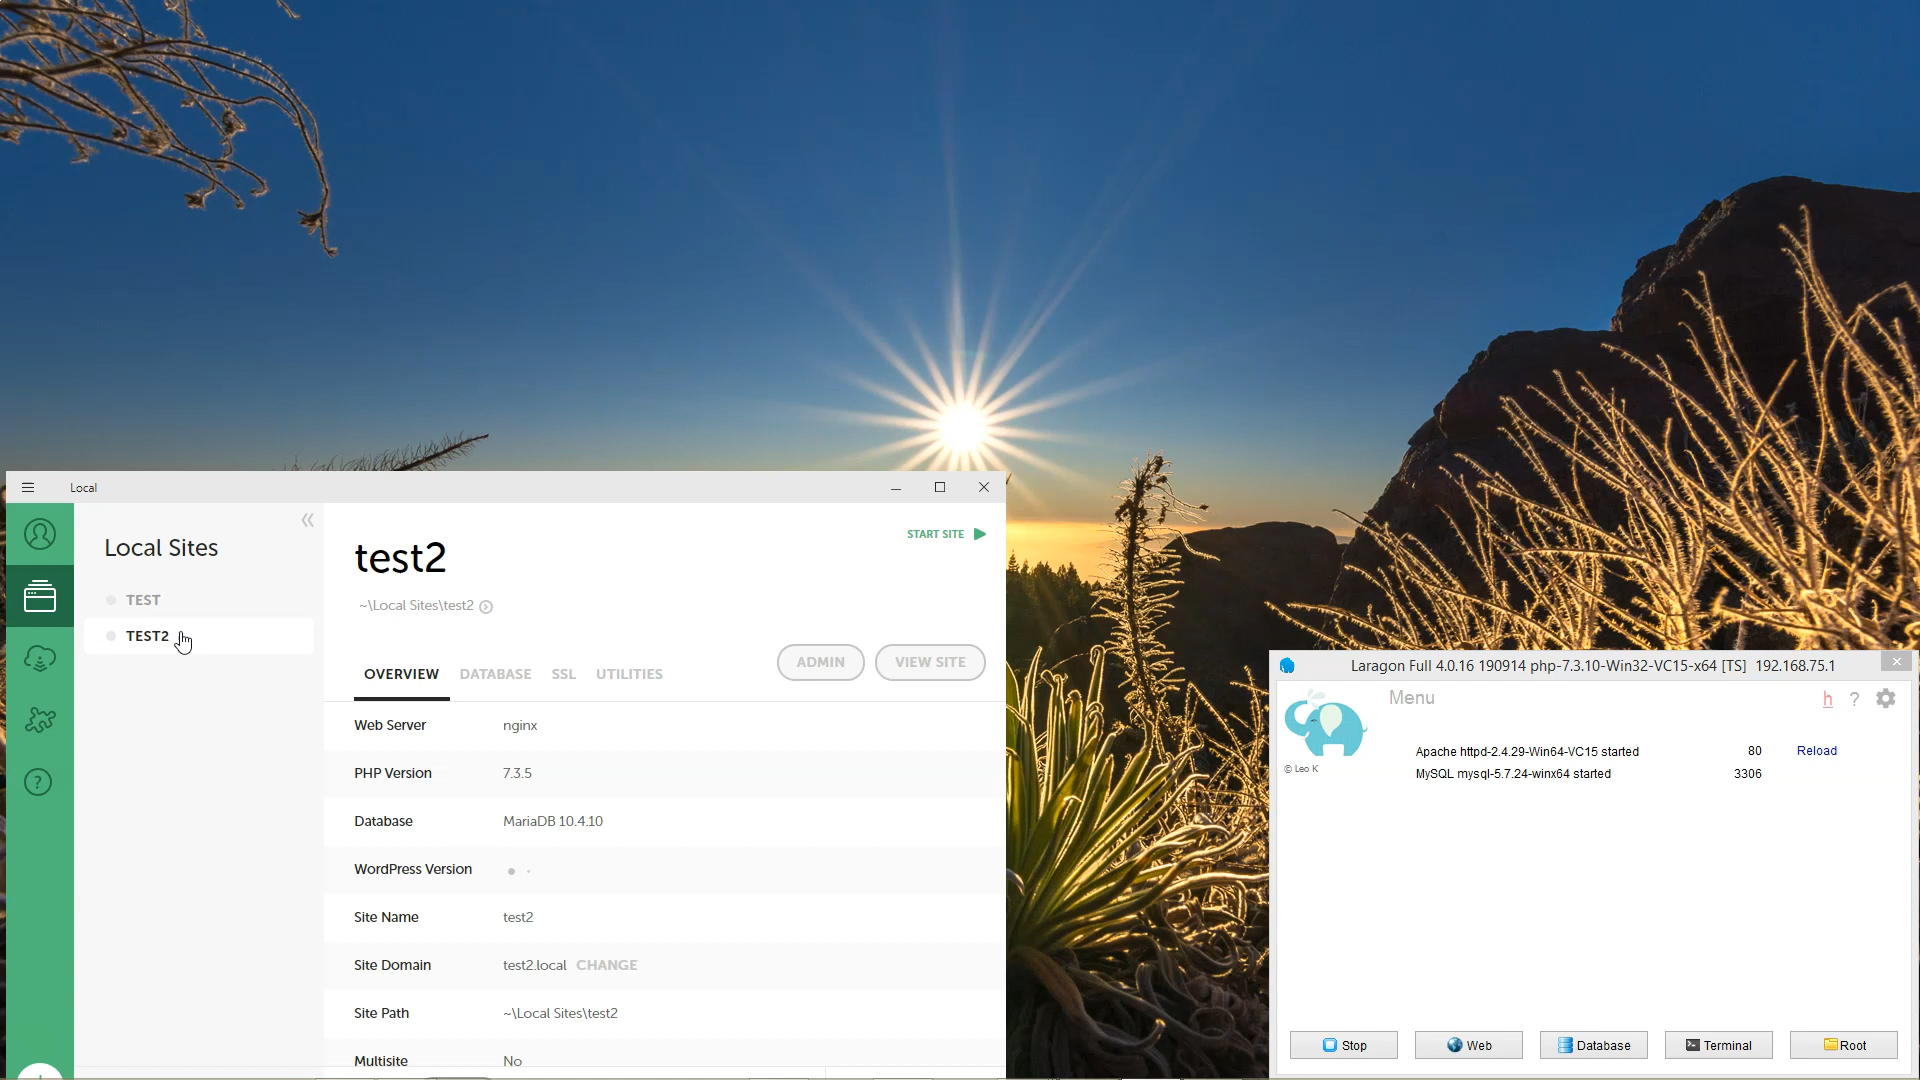 Local
Local Sites
TEST
TEST2
test2
START SITE
~\Local Sites\test2
ADMIN
VIEW SITE
OVERVIEW
DATABASE
SSL
UTILITIES
Web Server nginx
PHP Version 7.3.5
Database MariaDB 10.4.10
WordPress Version
Site Name test2
Site Domain test2.local CHANGE
Site Path ~\Local Sites\test2
Multisite No
Laragon Full 4.0.16 190914 php-7.3.10-Win32-VC15-x64 [TS] 192.168.75.1
Menu
h ?
© Leo K
Apache httpd-2.4.29-Win64-VC15 started 80 Reload
MySQL mysql-5.7.24-winx64 started 3306
Stop
Web
Database
Terminal
Root